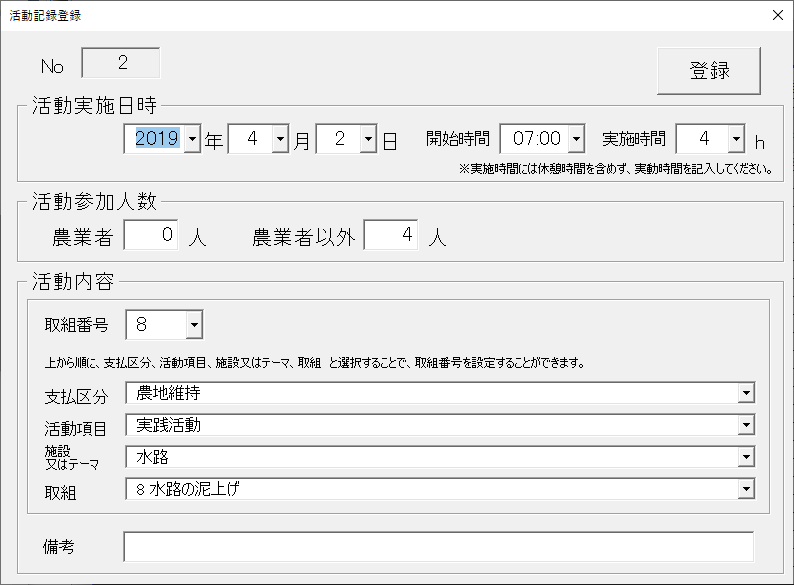 活動記録登録
No 2
登録
活動実施日時
2019 年 4 月 2 日 開始時間 07:00 実施時間 4 h
※実施時間には休憩時間を含めず、実動時間を記入してください。
活動参加人数
農業者 0 人 農業者以外 4 人
活動内容
取組番号 8
上から順に、支払区分、活動項目、施設又はテーマ、取組 と選択することで、取組番号を設定することができます。
支払区分 農地維持
活動項目 実践活動
施設
又はテーマ 水路
取組 8 水路の泥上げ
備考